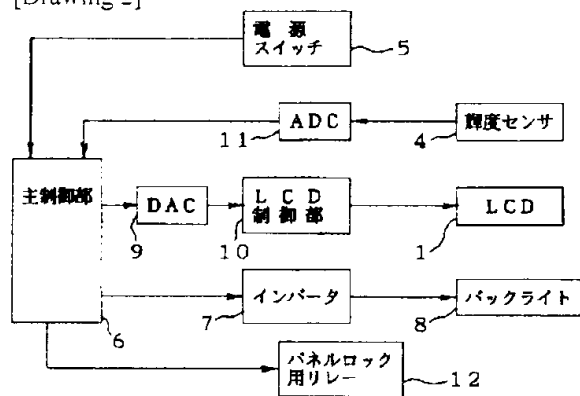 [Drawing 2]
電源
スイッチ
5
ADC
11
輝度センサ
4
主制御部
6
DAC
9
LCD
制御部
10
LCD
1
インバータ
7
バックライト
8
パネルロック
用リレー
12